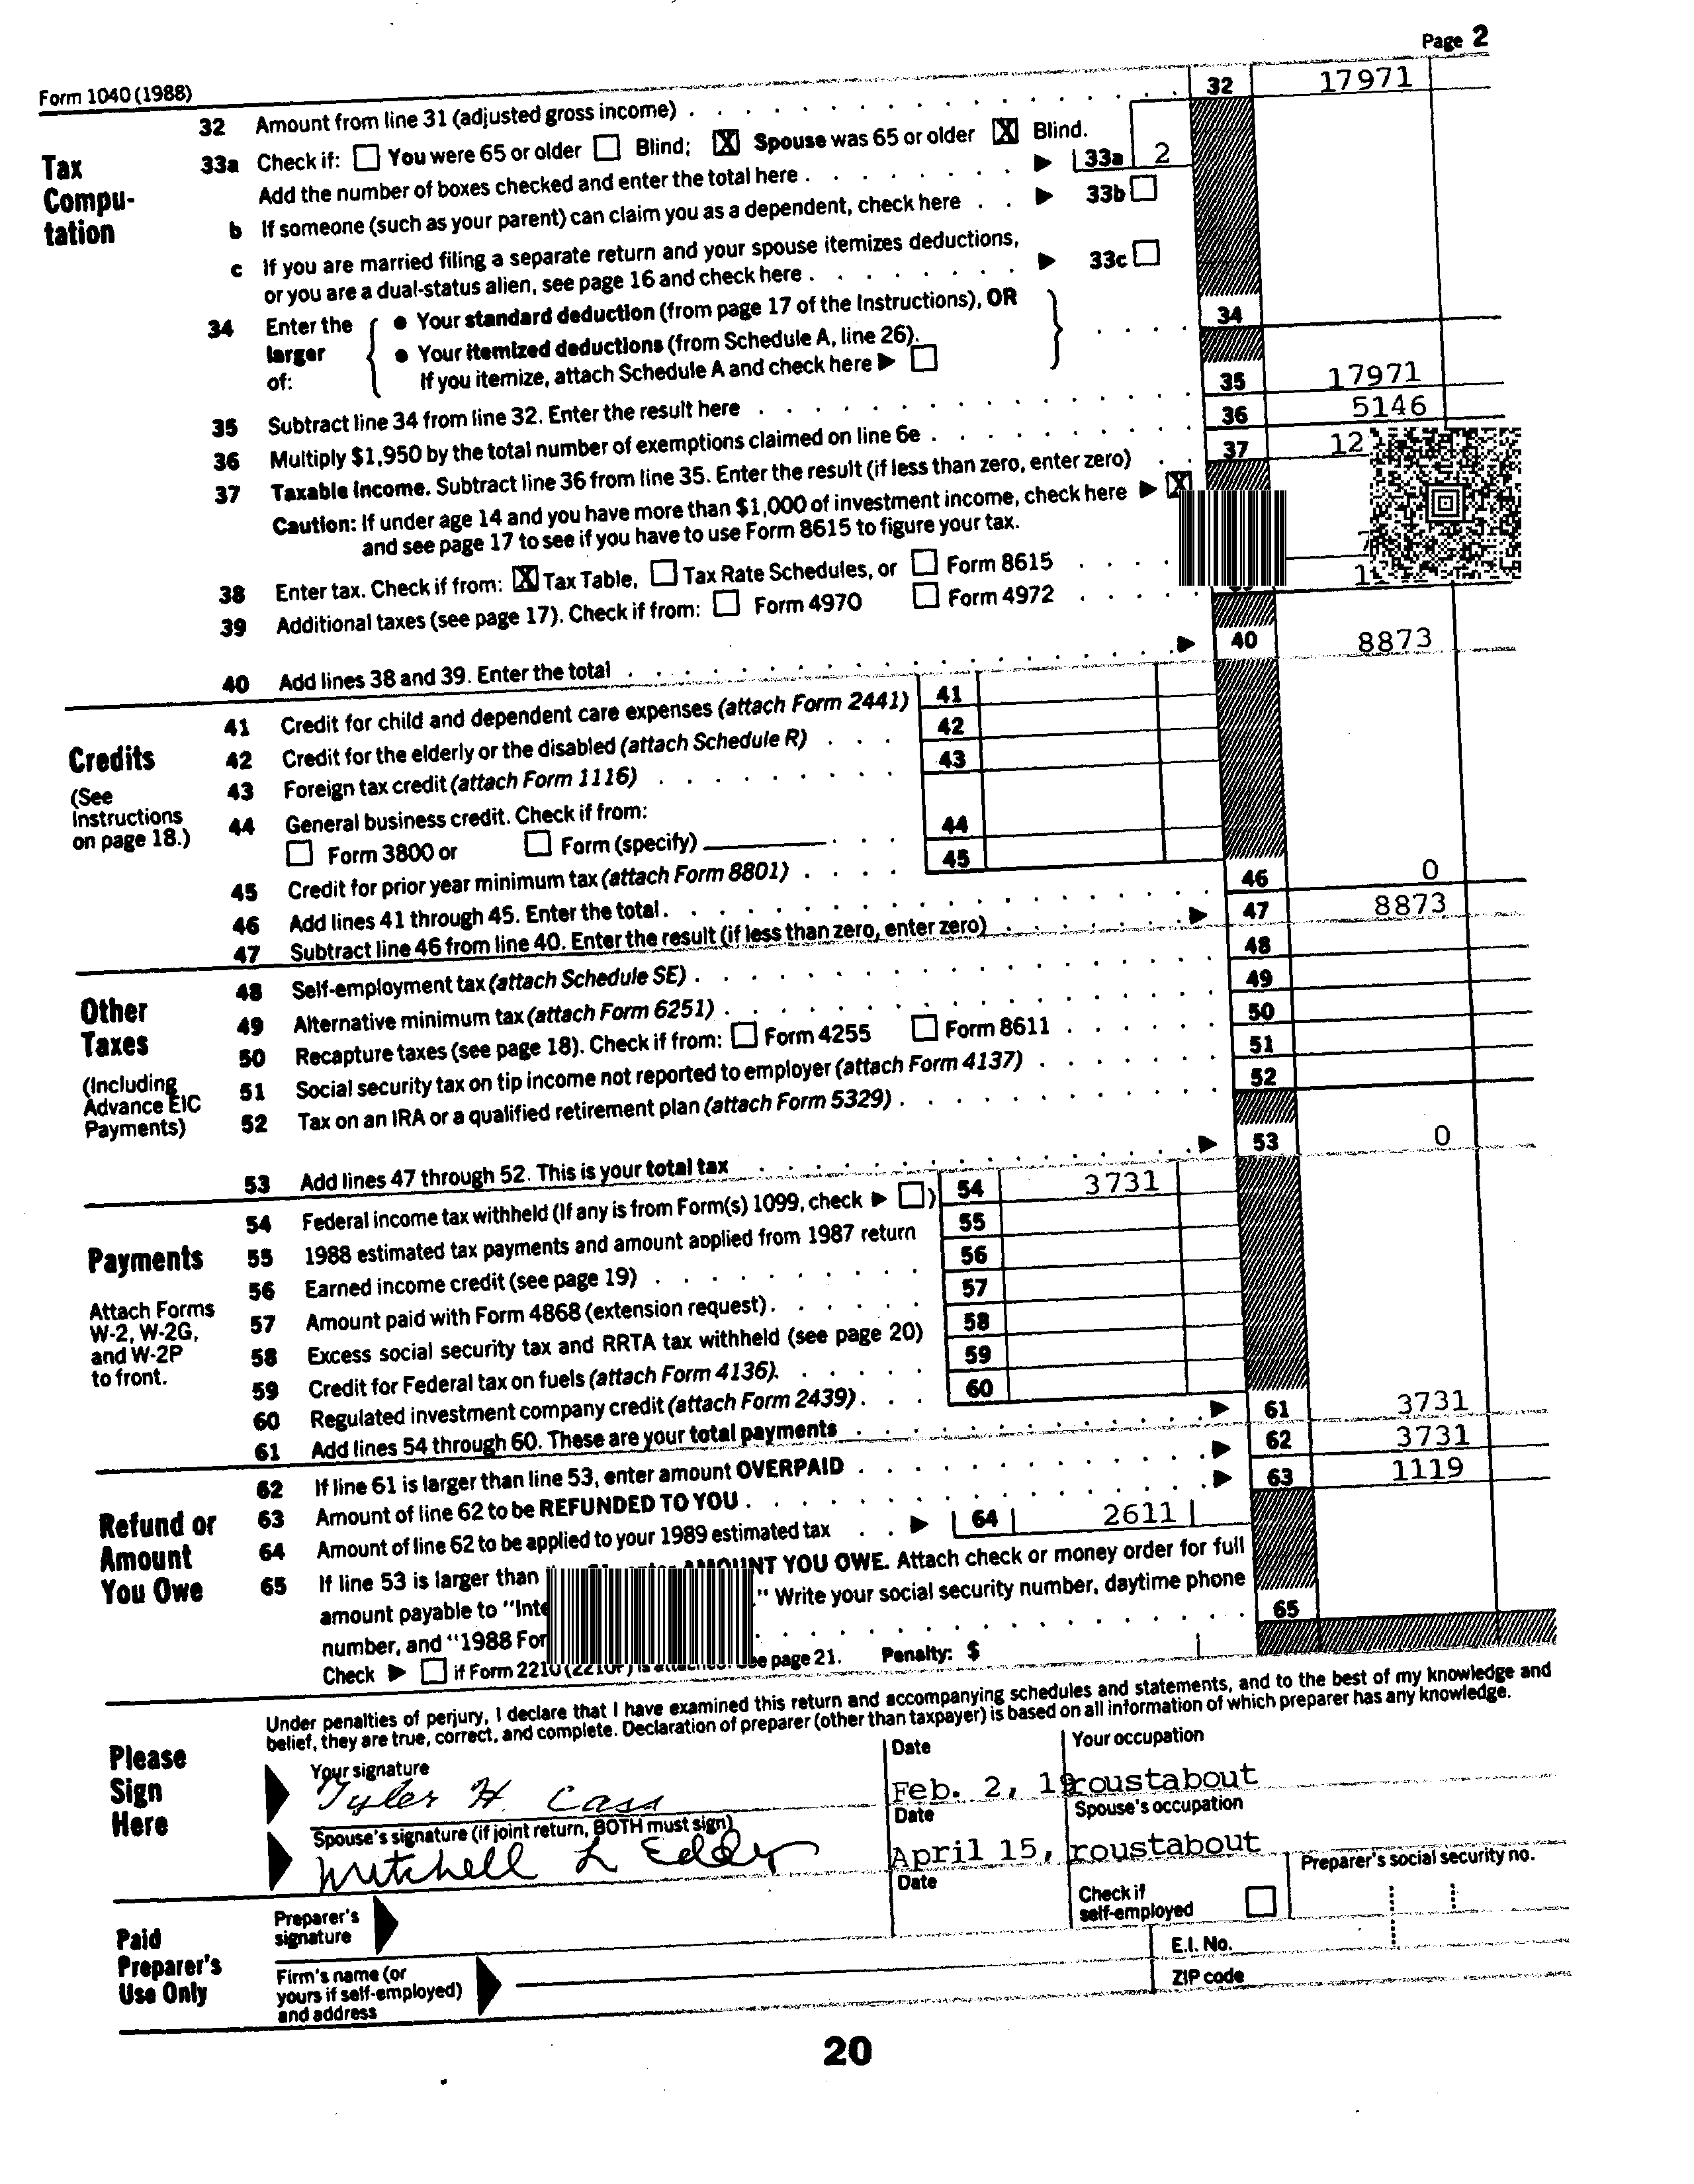 Page 2
Form 1040 (1988)
32 Amount from line 31 (adjusted gross income) 32 17971
Tax Compu-tation
33a Check if: You were 65 or older Blind; X Spouse was 65 or older X Blind.
Add the number of boxes checked and enter the total here 33a 2
b If someone (such as your parent) can claim you as a dependent, check here 33b
c If you are married filing a separate return and your spouse itemizes deductions,
or you are a dual-status alien, see page 16 and check here 33c
34 Enter the larger of:
• Your standard deduction (from page 17 of the Instructions), OR
• Your itemized deductions (from Schedule A, line 26).
If you itemize, attach Schedule A and check here
34
35 Subtract line 34 from line 32. Enter the result here 35 17971
36 Multiply $1,950 by the total number of exemptions claimed on line 6e 36 5146
37 Taxable income. Subtract line 36 from line 35. Enter the result (if less than zero, enter zero) 37
Caution: If under age 14 and you have more than $1,000 of investment income, check here X
and see page 17 to see if you have to use Form 8615 to figure your tax.
38 Enter tax. Check if from: X Tax Table, Tax Rate Schedules, or Form 8615
39 Additional taxes (see page 17). Check if from: Form 4970 Form 4972
40 Add lines 38 and 39. Enter the total 40 8873
Credits
(See Instructions on page 18.)
41 Credit for child and dependent care expenses (attach Form 2441) 41
42 Credit for the elderly or the disabled (attach Schedule R) 42
43 Foreign tax credit (attach Form 1116) 43
44 General business credit. Check if from:
Form 3800 or Form (specify) 44
45 Credit for prior year minimum tax (attach Form 8801) 45
46 Add lines 41 through 45. Enter the total. 46 0
47 Subtract line 46 from line 40. Enter the result (if less than zero, enter zero) 47 8873
Other Taxes
(Including Advance EIC Payments)
48 Self-employment tax (attach Schedule SE) 48
49 Alternative minimum tax (attach Form 6251) 49
50 Recapture taxes (see page 18). Check if from: Form 4255 Form 8611 50
51 Social security tax on tip income not reported to employer (attach Form 4137) 51
52 Tax on an IRA or a qualified retirement plan (attach Form 5329) 52
53 Add lines 47 through 52. This is your total tax 53 0
Payments
Attach Forms W-2, W-2G, and W-2P to front.
54 Federal income tax withheld (If any is from Form(s) 1099, check ) 54 3731
55 1988 estimated tax payments and amount applied from 1987 return 55
56 Earned income credit (see page 19) 56
57 Amount paid with Form 4868 (extension request) 57
58 Excess social security tax and RRTA tax withheld (see page 20) 58
59 Credit for Federal tax on fuels (attach Form 4136). 59
60 Regulated investment company credit (attach Form 2439) 60
61 Add lines 54 through 60. These are your total payments 61 3731
Refund or Amount You Owe
62 If line 61 is larger than line 53, enter amount OVERPAID 62 3731
63 Amount of line 62 to be REFUNDED TO YOU 63 1119
64 Amount of line 62 to be applied to your 1989 estimated tax 64 2611
65 If line 53 is larger than AMOUNT YOU OWE. Attach check or money order for full
amount payable to " " Write your social security number, daytime phone
number, and "1988 65
Check if Form 2210 page 21. Penalty: $
Under penalties of perjury, I declare that I have examined this return and accompanying schedules and statements, and to the best of my knowledge and
belief, they are true, correct, and complete. Declaration of preparer (other than taxpayer) is based on all information of which preparer has any knowledge.
Please Sign Here
Your signature Date Your occupation
Tyler H. Cass Feb. 2, roustabout
Spouse's signature (if joint return, BOTH must sign) Date Spouse's occupation
Mitchell L Eddy April 15, roustabout
Paid Preparer's Use Only
Preparer's signature Date Check if self-employed Preparer's social security no.
Firm's name (or yours if self-employed) and address
E.I. No.
ZIP code
20